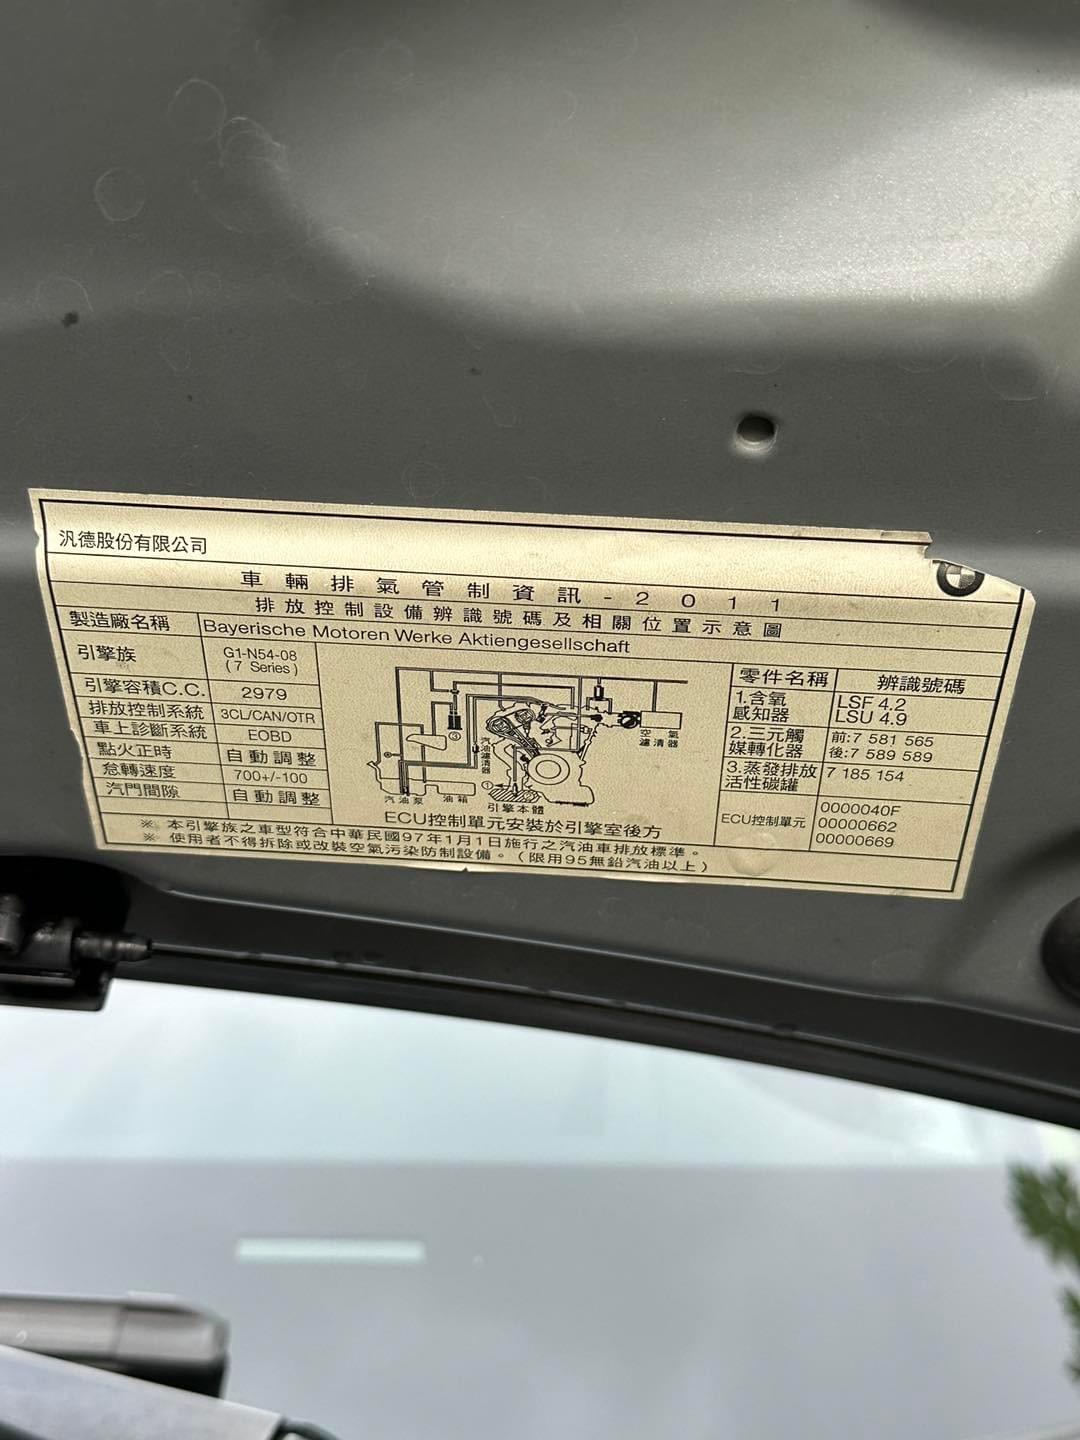 汎德股份有限公司
車輛排氣管制資訊-2011
排放控制設備辨識號碼及相關位置示意圖
製造廠名稱 Bayerische Motoren Werke Aktiengesellschaft
引擎族 G1-N54-08
(7 Series)
引擎容積C.C. 2979
排放控制系統 3CL/CAN/OTR
車上診斷系統 EOBD
點火正時 自動調整
怠轉速度 700+/-100
汽門間隙 自動調整
空氣
濾清器
③
汽油濾清器
①
汽油泵 油箱
引擎本體
ECU控制單元安裝於引擎室後方
零件名稱 辨識號碼
1.含氧
感知器
LSF 4.2
LSU 4.9
2.三元觸
媒轉化器
前:7 581 565
後:7 589 589
3.蒸發排放
活性碳罐
7 185 154
ECU控制單元
0000040F
00000662
00000669
※ 本引擎族之車型符合中華民國97年1月1日施行之汽油車排放標準。
※ 使用者不得拆除或改裝空氣污染防制設備。(限用95無鉛汽油以上)